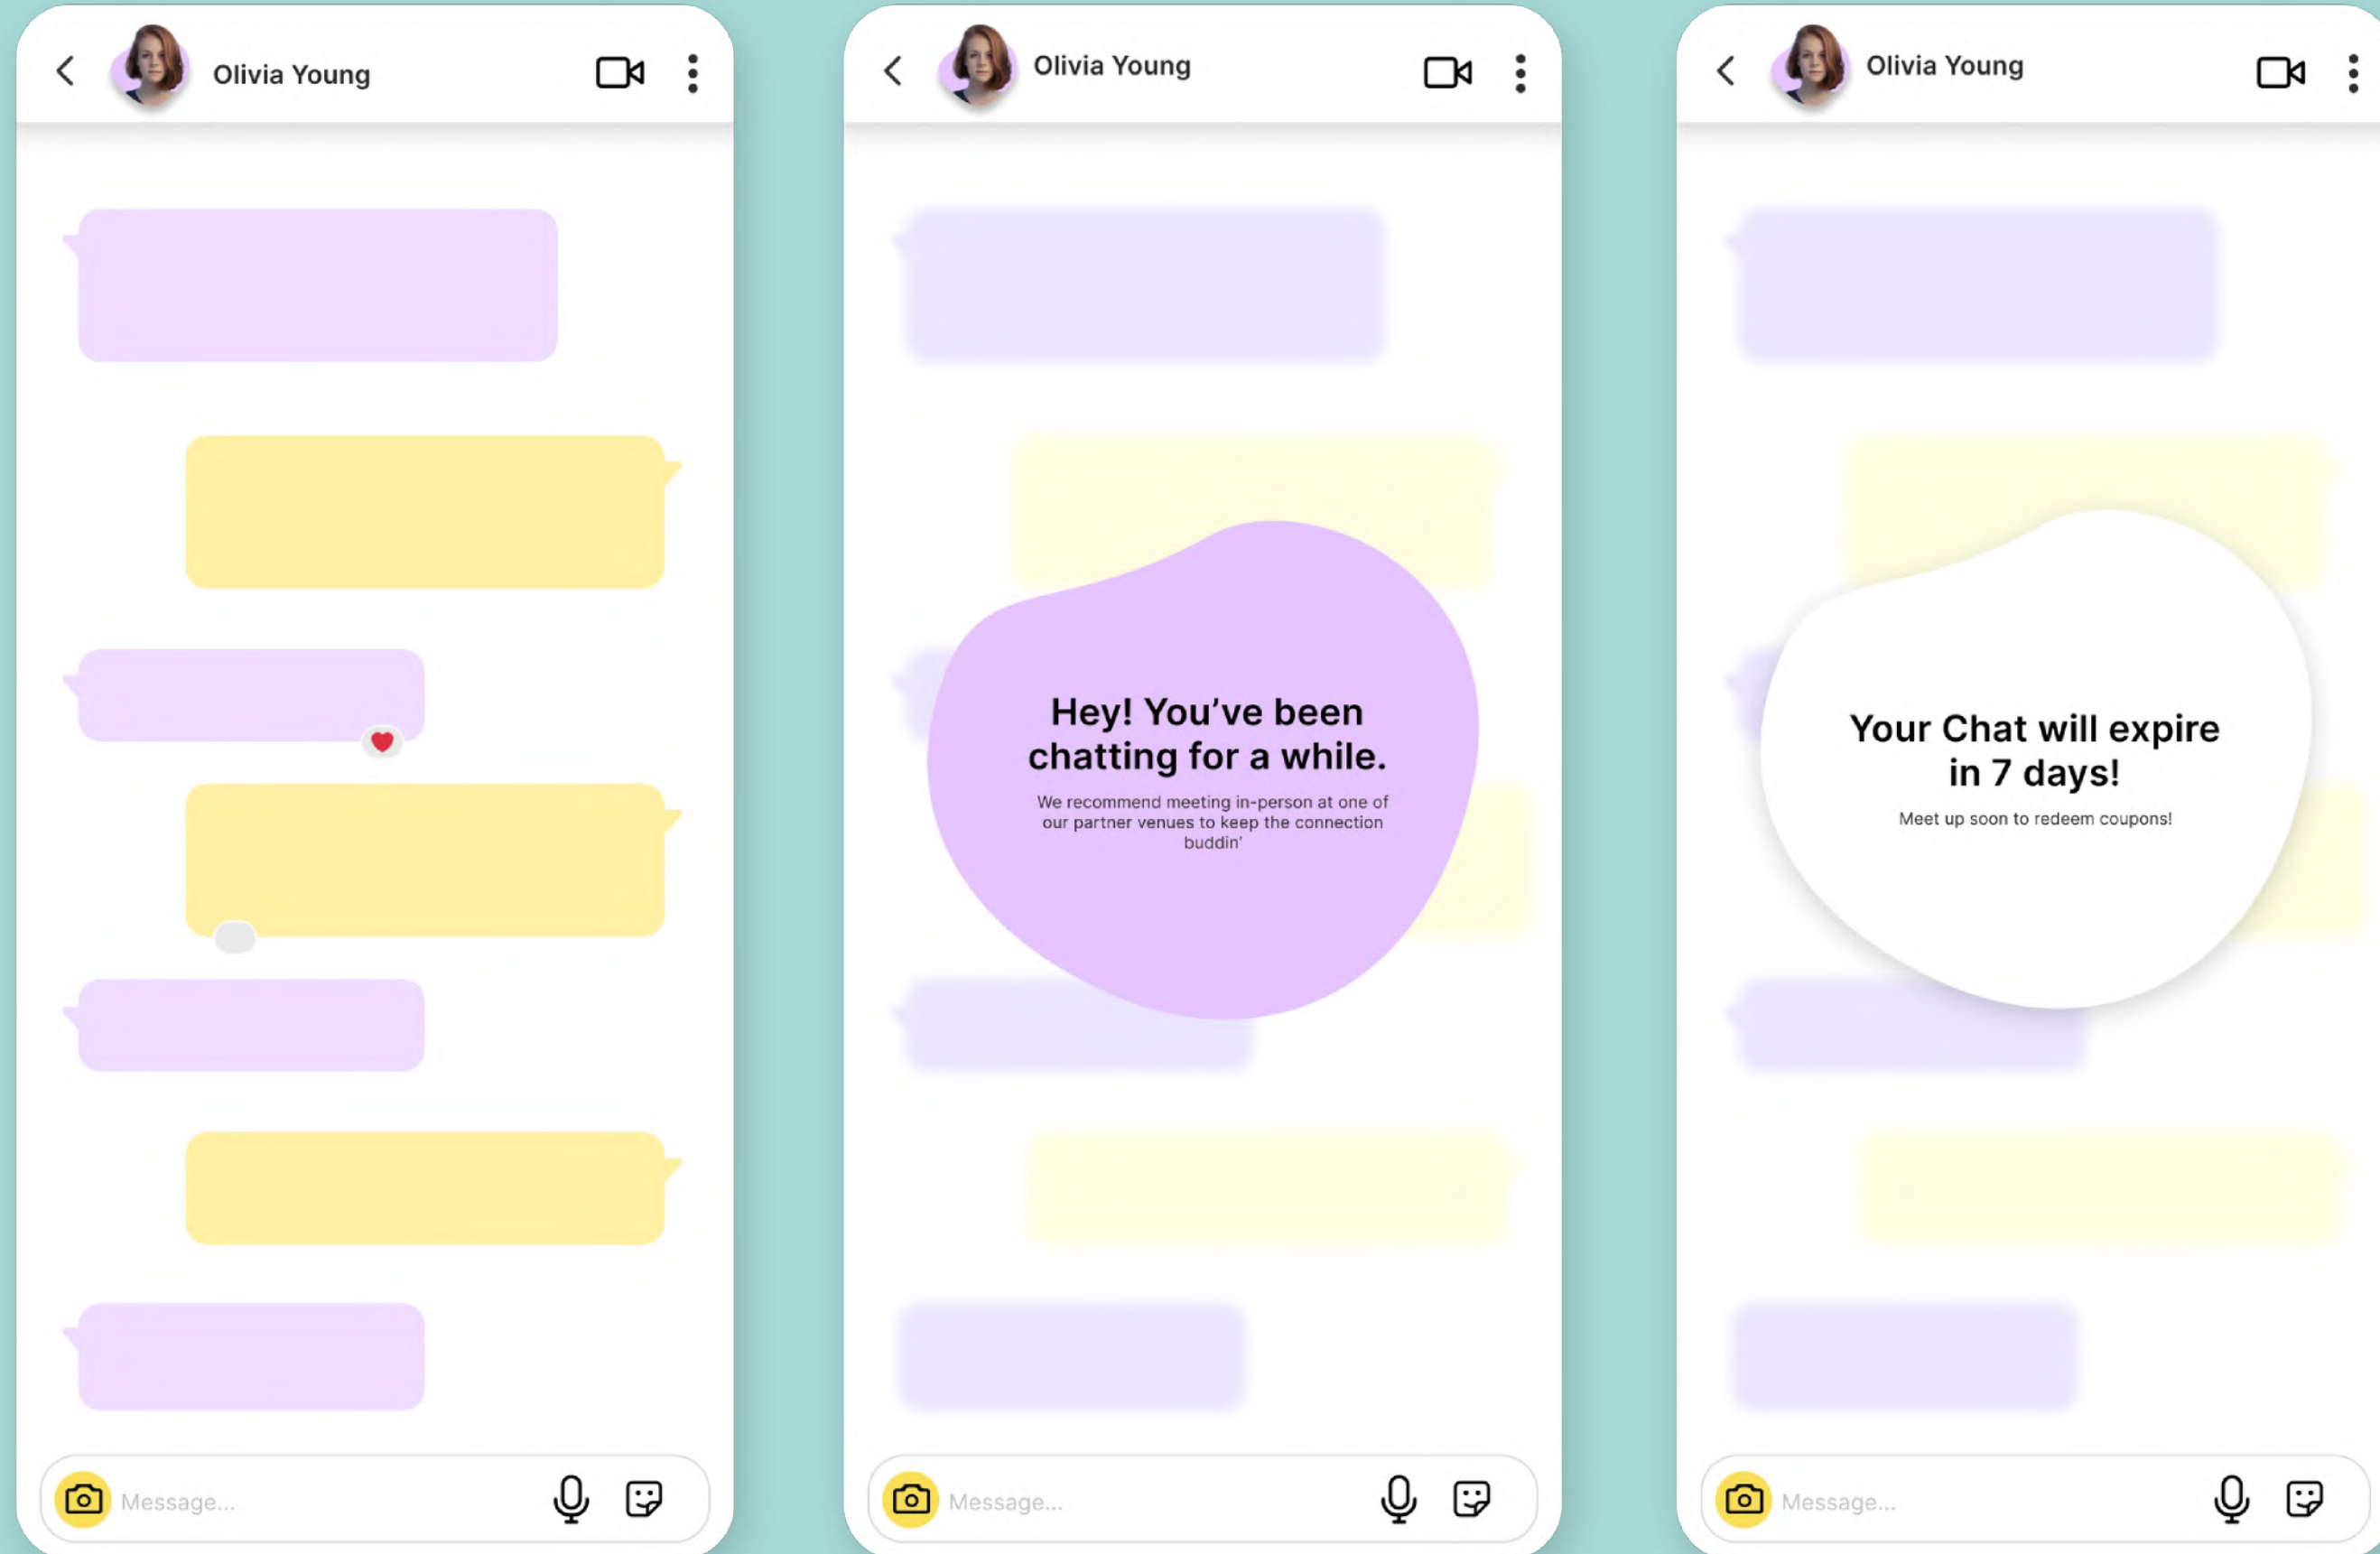 Olivia Young
Message...
Olivia Young
Hey! You’ve been
chatting for a while.
We recommend meeting in-person at one of
our partner venues to keep the connection
buddin’
Message...
Olivia Young
Your Chat will expire
in 7 days!
Meet up soon to redeem coupons!
Message...